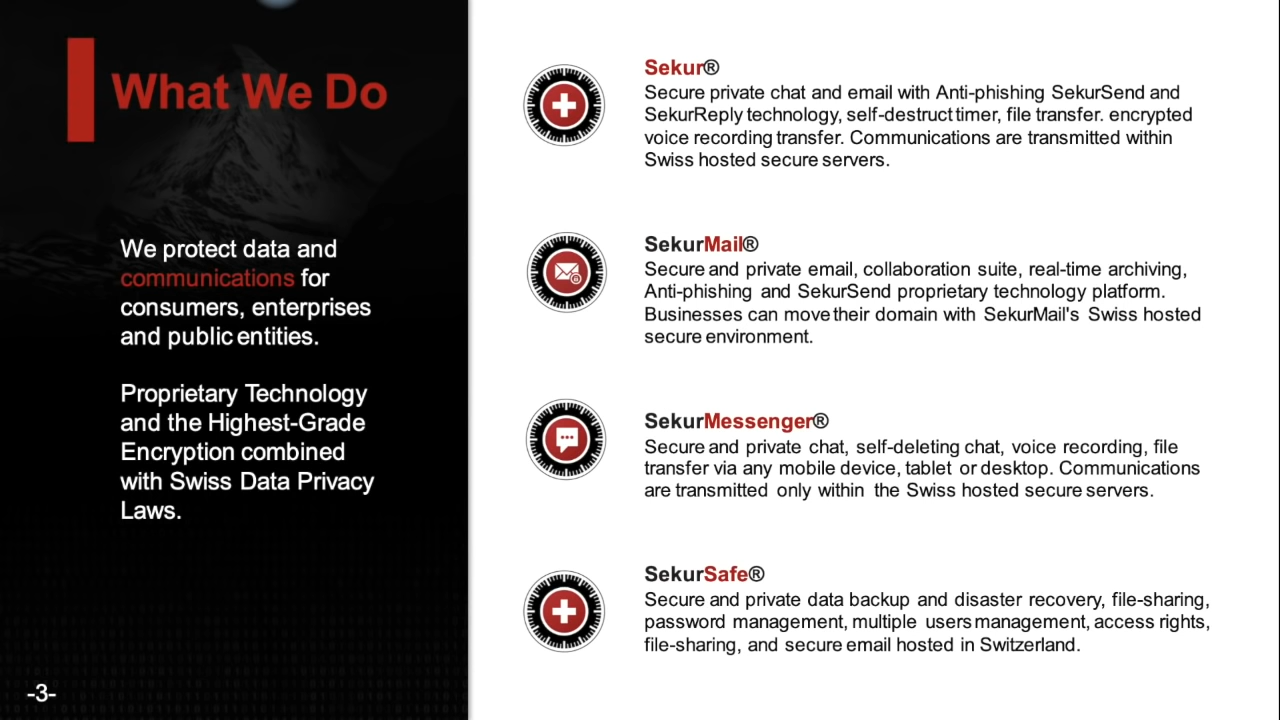 What We Do
We protect data and
communications for
consumers, enterprises
and public entities.
Proprietary Technology
and the Highest-Grade
Encryption combined
with Swiss Data Privacy
Laws.
-3-
Sekur®
Secure private chat and email with Anti-phishing SekurSend and
SekurReply technology, self-destruct timer, file transfer. encrypted
voice recording transfer. Communications are transmitted within
Swiss hosted secure servers.
SekurMail®
Secure and private email, collaboration suite, real-time archiving,
Anti-phishing and SekurSend proprietary technology platform.
Businesses can move their domain with SekurMail's Swiss hosted
secure environment.
SekurMessenger®
Secure and private chat, self-deleting chat, voice recording, file
transfer via any mobile device, tablet or desktop. Communications
are transmitted only within the Swiss hosted secure servers.
SekurSafe®
Secure and private data backup and disaster recovery, file-sharing,
password management, multiple users management, access rights,
file-sharing, and secure email hosted in Switzerland.